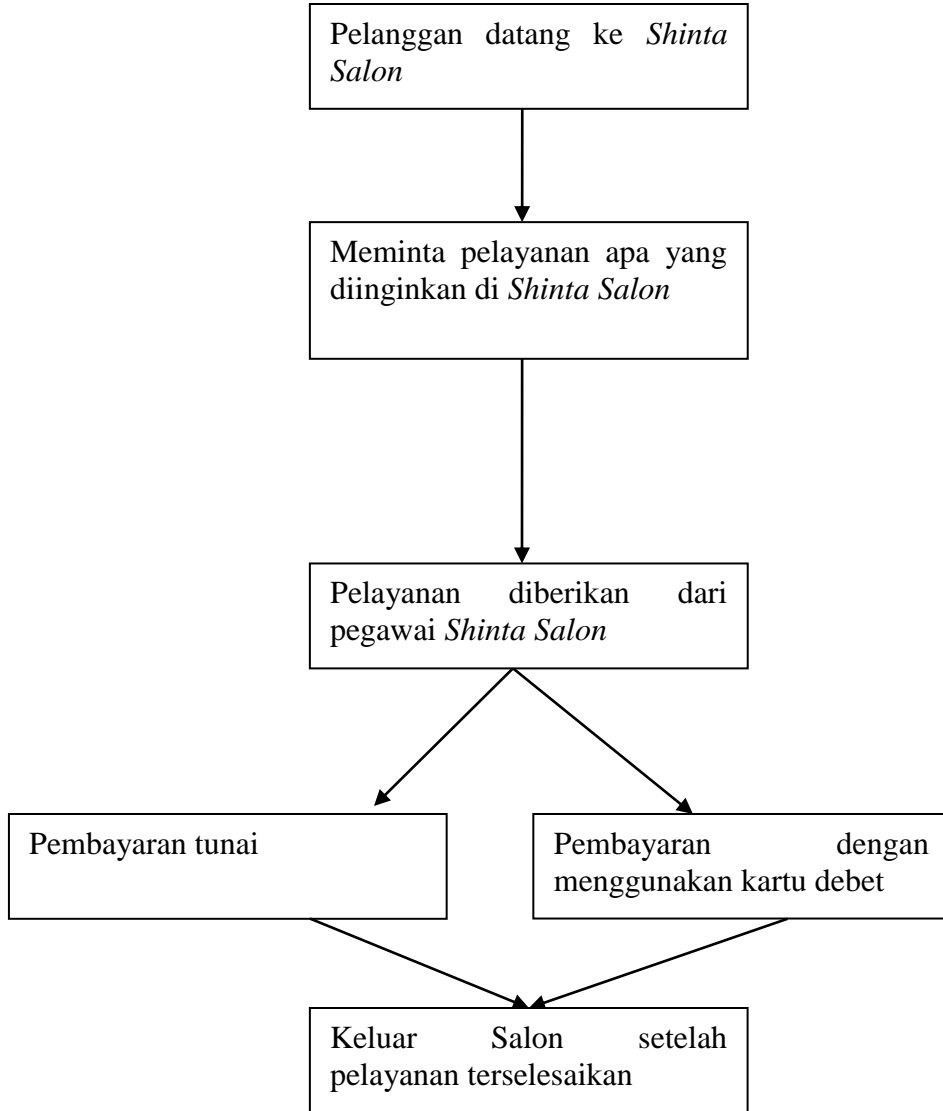 Pelanggan datang ke Shinta
Salon
Meminta pelayanan apa yang
diinginkan di Shinta Salon
Pelayanan diberikan dari
pegawai Shinta Salon
Pembayaran tunai
Pembayaran dengan
menggunakan kartu debet
Keluar Salon setelah
pelayanan terselesaikan